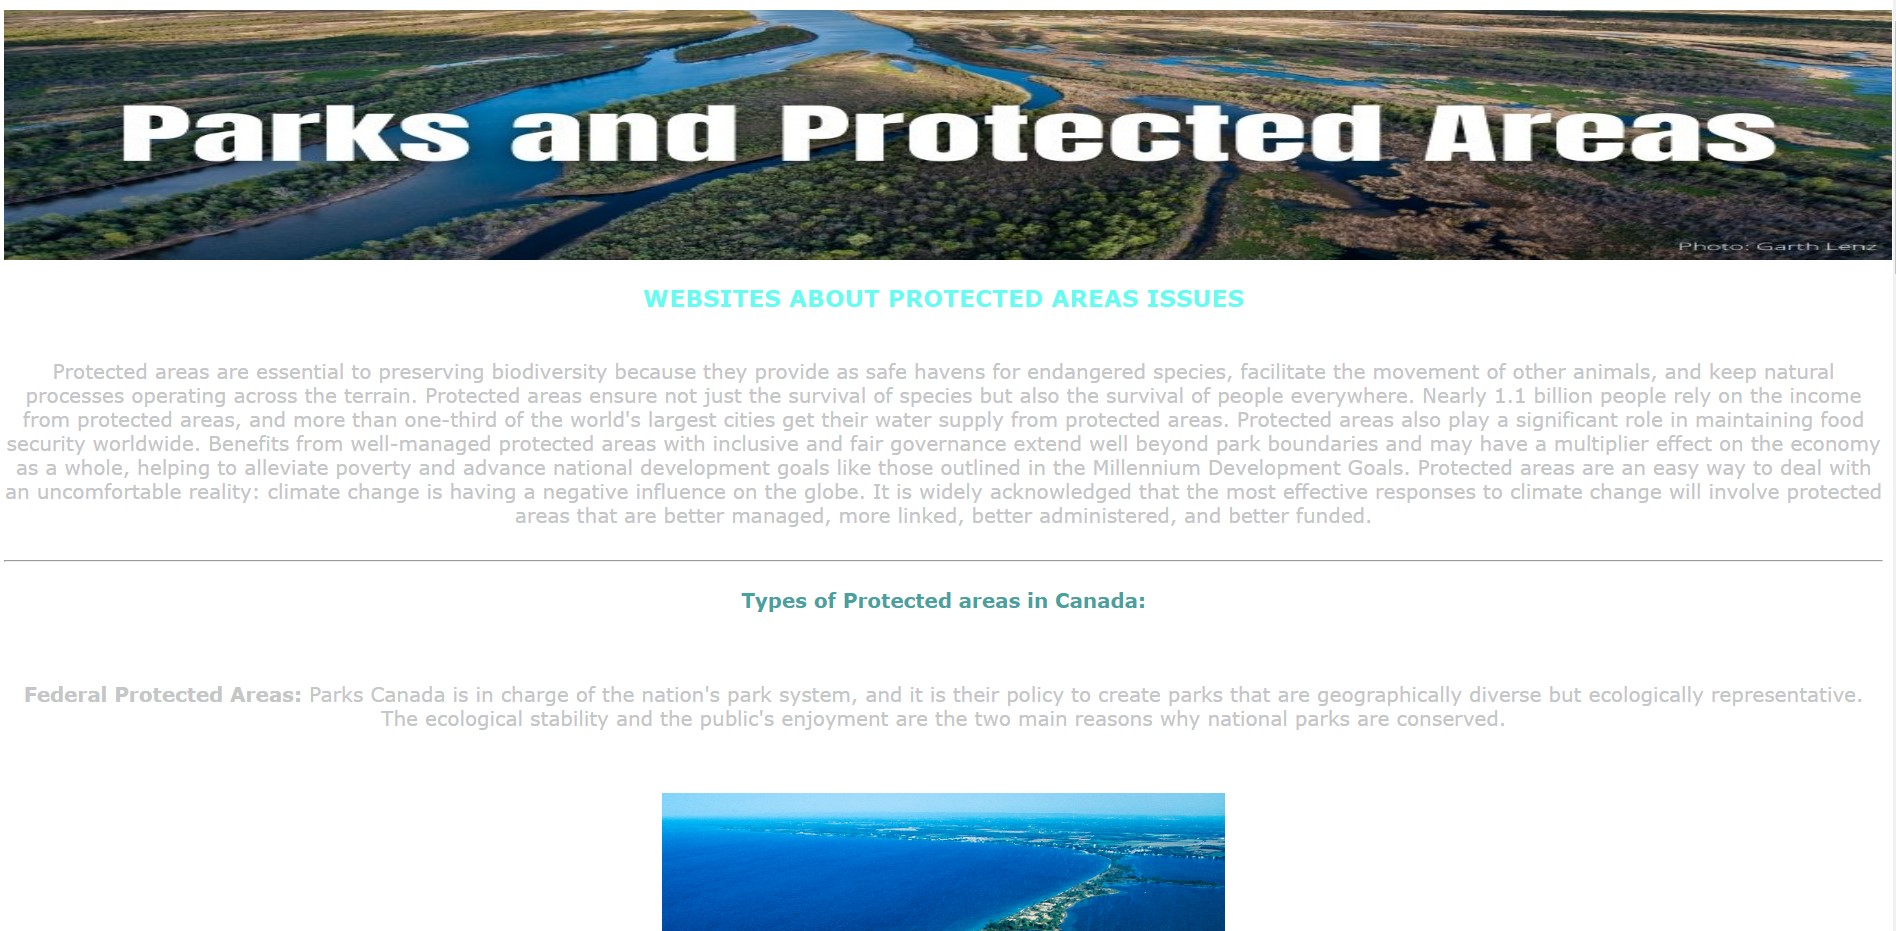 Parks and Protected Areas
Photo: Garth Lenz
WEBSITES ABOUT PROTECTED AREAS ISSUES
Protected areas are essential to preserving biodiversity because they provide as safe havens for endangered species, facilitate the movement of other animals, and keep natural
processes operating across the terrain. Protected areas ensure not just the survival of species but also the survival of people everywhere. Nearly 1.1 billion people rely on the income
from protected areas, and more than one-third of the world's largest cities get their water supply from protected areas. Protected areas also play a significant role in maintaining food
security worldwide. Benefits from well-managed protected areas with inclusive and fair governance extend well beyond park boundaries and may have a multiplier effect on the economy
as a whole, helping to alleviate poverty and advance national development goals like those outlined in the Millennium Development Goals. Protected areas are an easy way to deal with
an uncomfortable reality: climate change is having a negative influence on the globe. It is widely acknowledged that the most effective responses to climate change will involve protected
areas that are better managed, more linked, better administered, and better funded.
Types of Protected areas in Canada:
Federal Protected Areas: Parks Canada is in charge of the nation's park system, and it is their policy to create parks that are geographically diverse but ecologically representative.
The ecological stability and the public's enjoyment are the two main reasons why national parks are conserved.